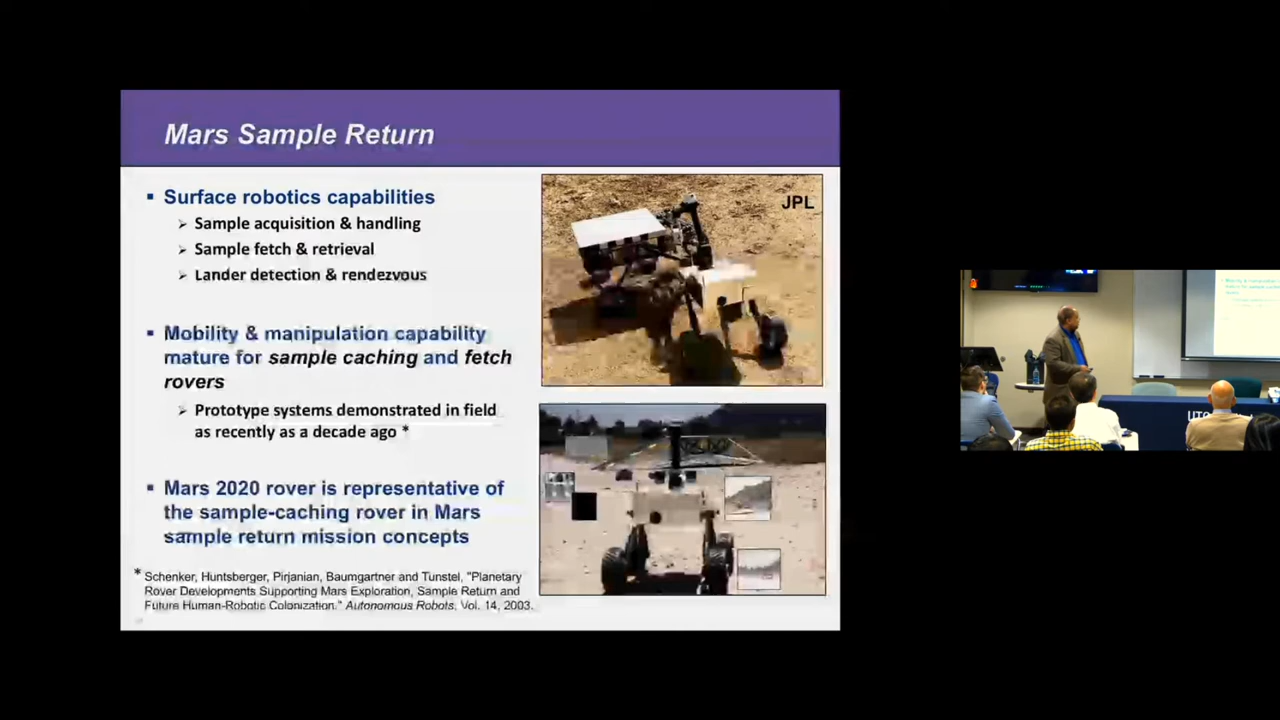 Mars Sample Return
▪ Surface robotics capabilities
➢ Sample acquisition & handling
➢ Sample fetch & retrieval
➢ Lander detection & rendezvous
▪ Mobility & manipulation capability
mature for sample caching and fetch
rovers
➢ Prototype systems demonstrated in field
as recently as a decade ago *
▪ Mars 2020 rover is representative of
the sample-caching rover in Mars
sample return mission concepts
* Schenker, Huntsberger, Pirjanian, Baumgartner and Tunstel, "Planetary
Rover Developments Supporting Mars Exploration, Sample Return and
Future Human-Robotic Colonization." Autonomous Robots, Vol. 14, 2003.
JPL